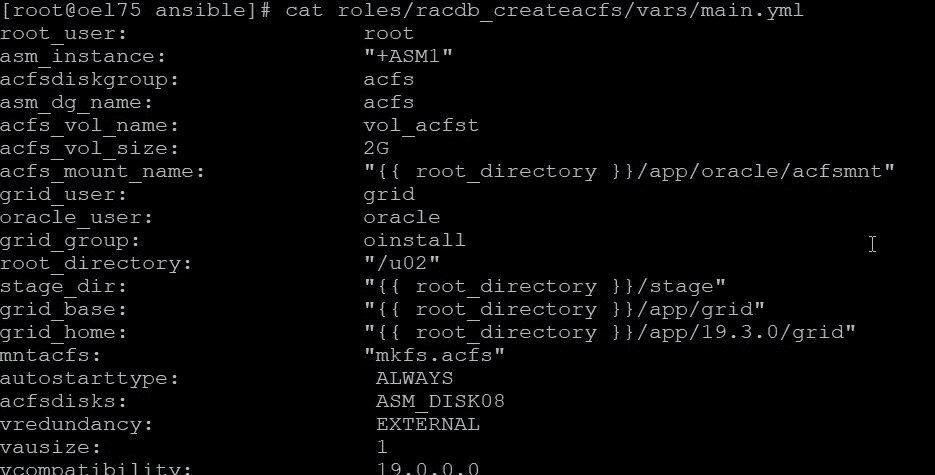 [root@oel75 ansible]# cat roles/racdb_createacfs/vars/main.yml
root_user: root
asm_instance: "+ASM1"
acfsdiskgroup: acfs
asm_dg_name: acfs
acfs_vol_name: vol_acfst
acfs_vol_size: 2G
acfs_mount_name: "{{ root_directory }}/app/oracle/acfsmnt"
grid_user: grid
oracle_user: oracle
grid_group: oinstall
root_directory: "/u02"
stage_dir: "{{ root_directory }}/stage"
grid_base: "{{ root_directory }}/app/grid"
grid_home: "{{ root_directory }}/app/19.3.0/grid"
mntacfs: "mkfs.acfs"
autostarttype: ALWAYS
acfsdisks: ASM_DISK08
vredundancy: EXTERNAL
vausize: 1
vcompatibility: 19.0.0.0